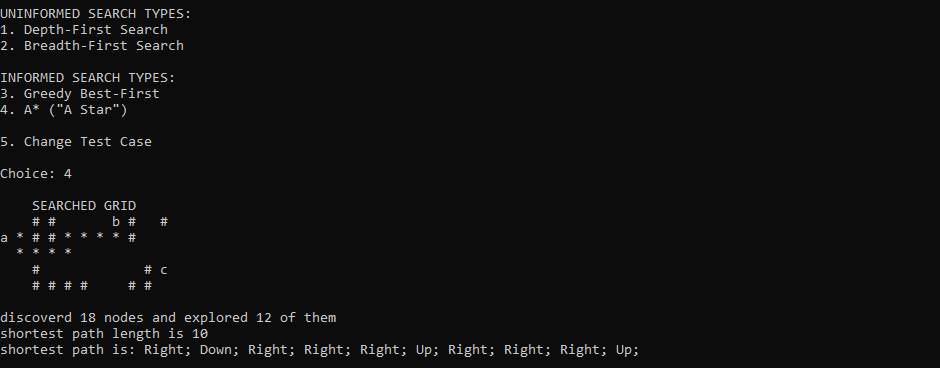 UNINFORMED SEARCH TYPES:
1. Depth-First Search
2. Breadth-First Search

INFORMED SEARCH TYPES:
3. Greedy Best-First
4. A* ("A Star")

5. Change Test Case

Choice: 4

    SEARCHED GRID
    # #       b #   #
a * # # * * * * #
  * * * *
    #             # c
    # # # #     # #

discoverd 18 nodes and explored 12 of them
shortest path length is 10
shortest path is: Right; Down; Right; Right; Right; Up; Right; Right; Right; Up;